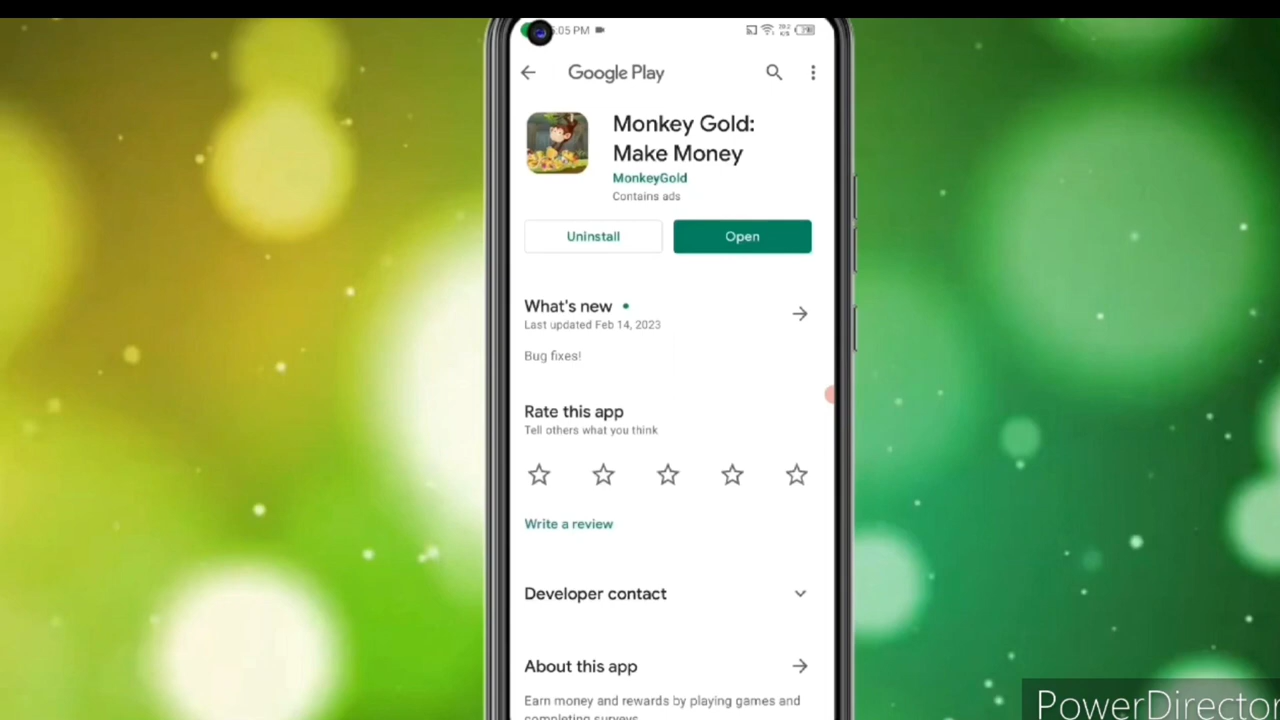 5:05 PM
Google Play
Monkey Gold:
Make Money
MonkeyGold
Contains ads
Uninstall
Open
What's new
Last updated Feb 14, 2023
Bug fixes!
Rate this app
Tell others what you think
Write a review
Developer contact
About this app
Earn money and rewards by playing games and
completing surveys
PowerDirector